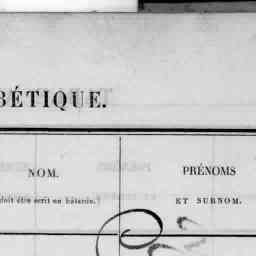 BÉTIQUE.
NOM. PRÉNOMS
doit être écrit en bâtarde.) ET SURNOM.